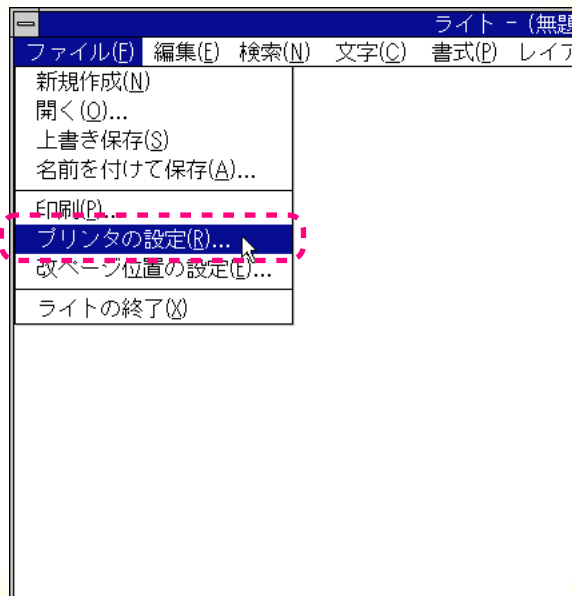 ライト - (無題
ファイル(F) 編集(E) 検索(N) 文字(C) 書式(P) レイア
新規作成(N)
開く(O)...
上書き保存(S)
名前を付けて保存(A)...
印刷(P)...
プリンタの設定(R)...
改ページ位置の設定(E)...
ライトの終了(X)